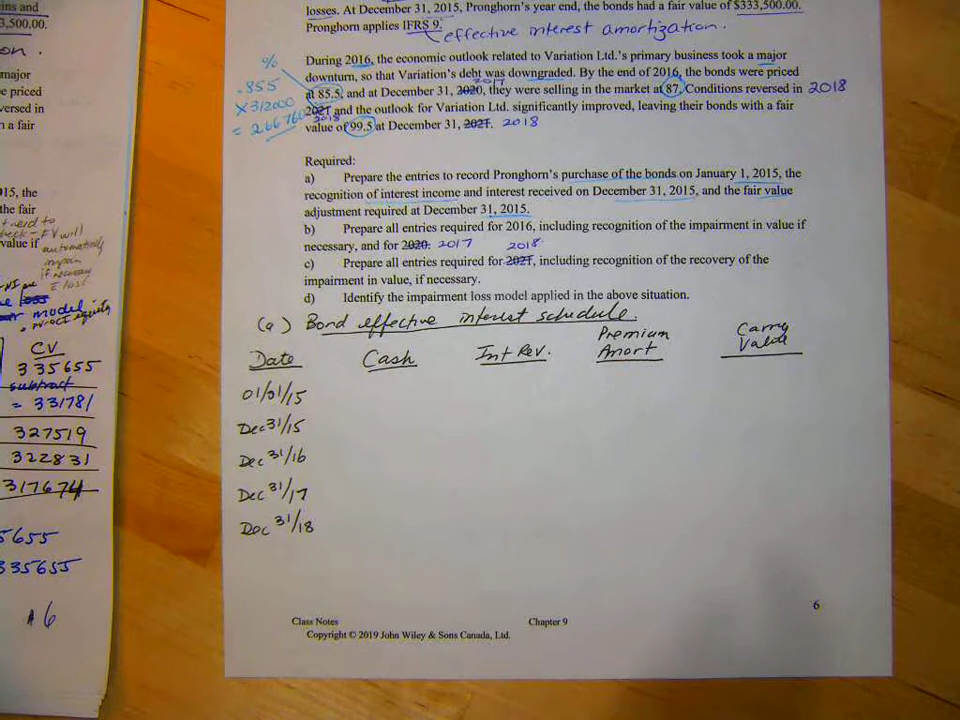 ins and
3,500.00.
on.
major
e priced
versed in
n a fair
15, the
the fair
value if
model
CV
335655
subtract
= 331781
327519
322831
317674
5655
335655
A6
losses. At December 31, 2015, Pronghorn's year end, the bonds had a fair value of $333,500.00.
Pronghorn applies IFRS 9. effective interest amortization.
During 2016, the economic outlook related to Variation Ltd.'s primary business took a major
downturn, so that Variation's debt was downgraded. By the end of 2016, the bonds were priced
2017
at 85.5, and at December 31, 2020, they were selling in the market at 87. Conditions reversed in 2018
2021 and the outlook for Variation Ltd. significantly improved, leaving their bonds with a fair
2018
value of 99.5 at December 31, 2021. 2018
%
.855
x312000
= 266760
Required:
a) Prepare the entries to record Pronghorn's purchase of the bonds on January 1, 2015, the
recognition of interest income and interest received on December 31, 2015, and the fair value
adjustment required at December 31, 2015.
b) Prepare all entries required for 2016, including recognition of the impairment in value if
necessary, and for 2020. 2017 2018
c) Prepare all entries required for 2021, including recognition of the recovery of the
impairment in value, if necessary.
d) Identify the impairment loss model applied in the above situation.
(a) Bond effective interest schedule.
Date Cash Int Rev. Premium Amort Carry Value
01/01/15
Dec 31/15
Dec 31/16
Dec 31/17
Dec 31/18
6
Class Notes Chapter 9
Copyright © 2019 John Wiley & Sons Canada, Ltd.